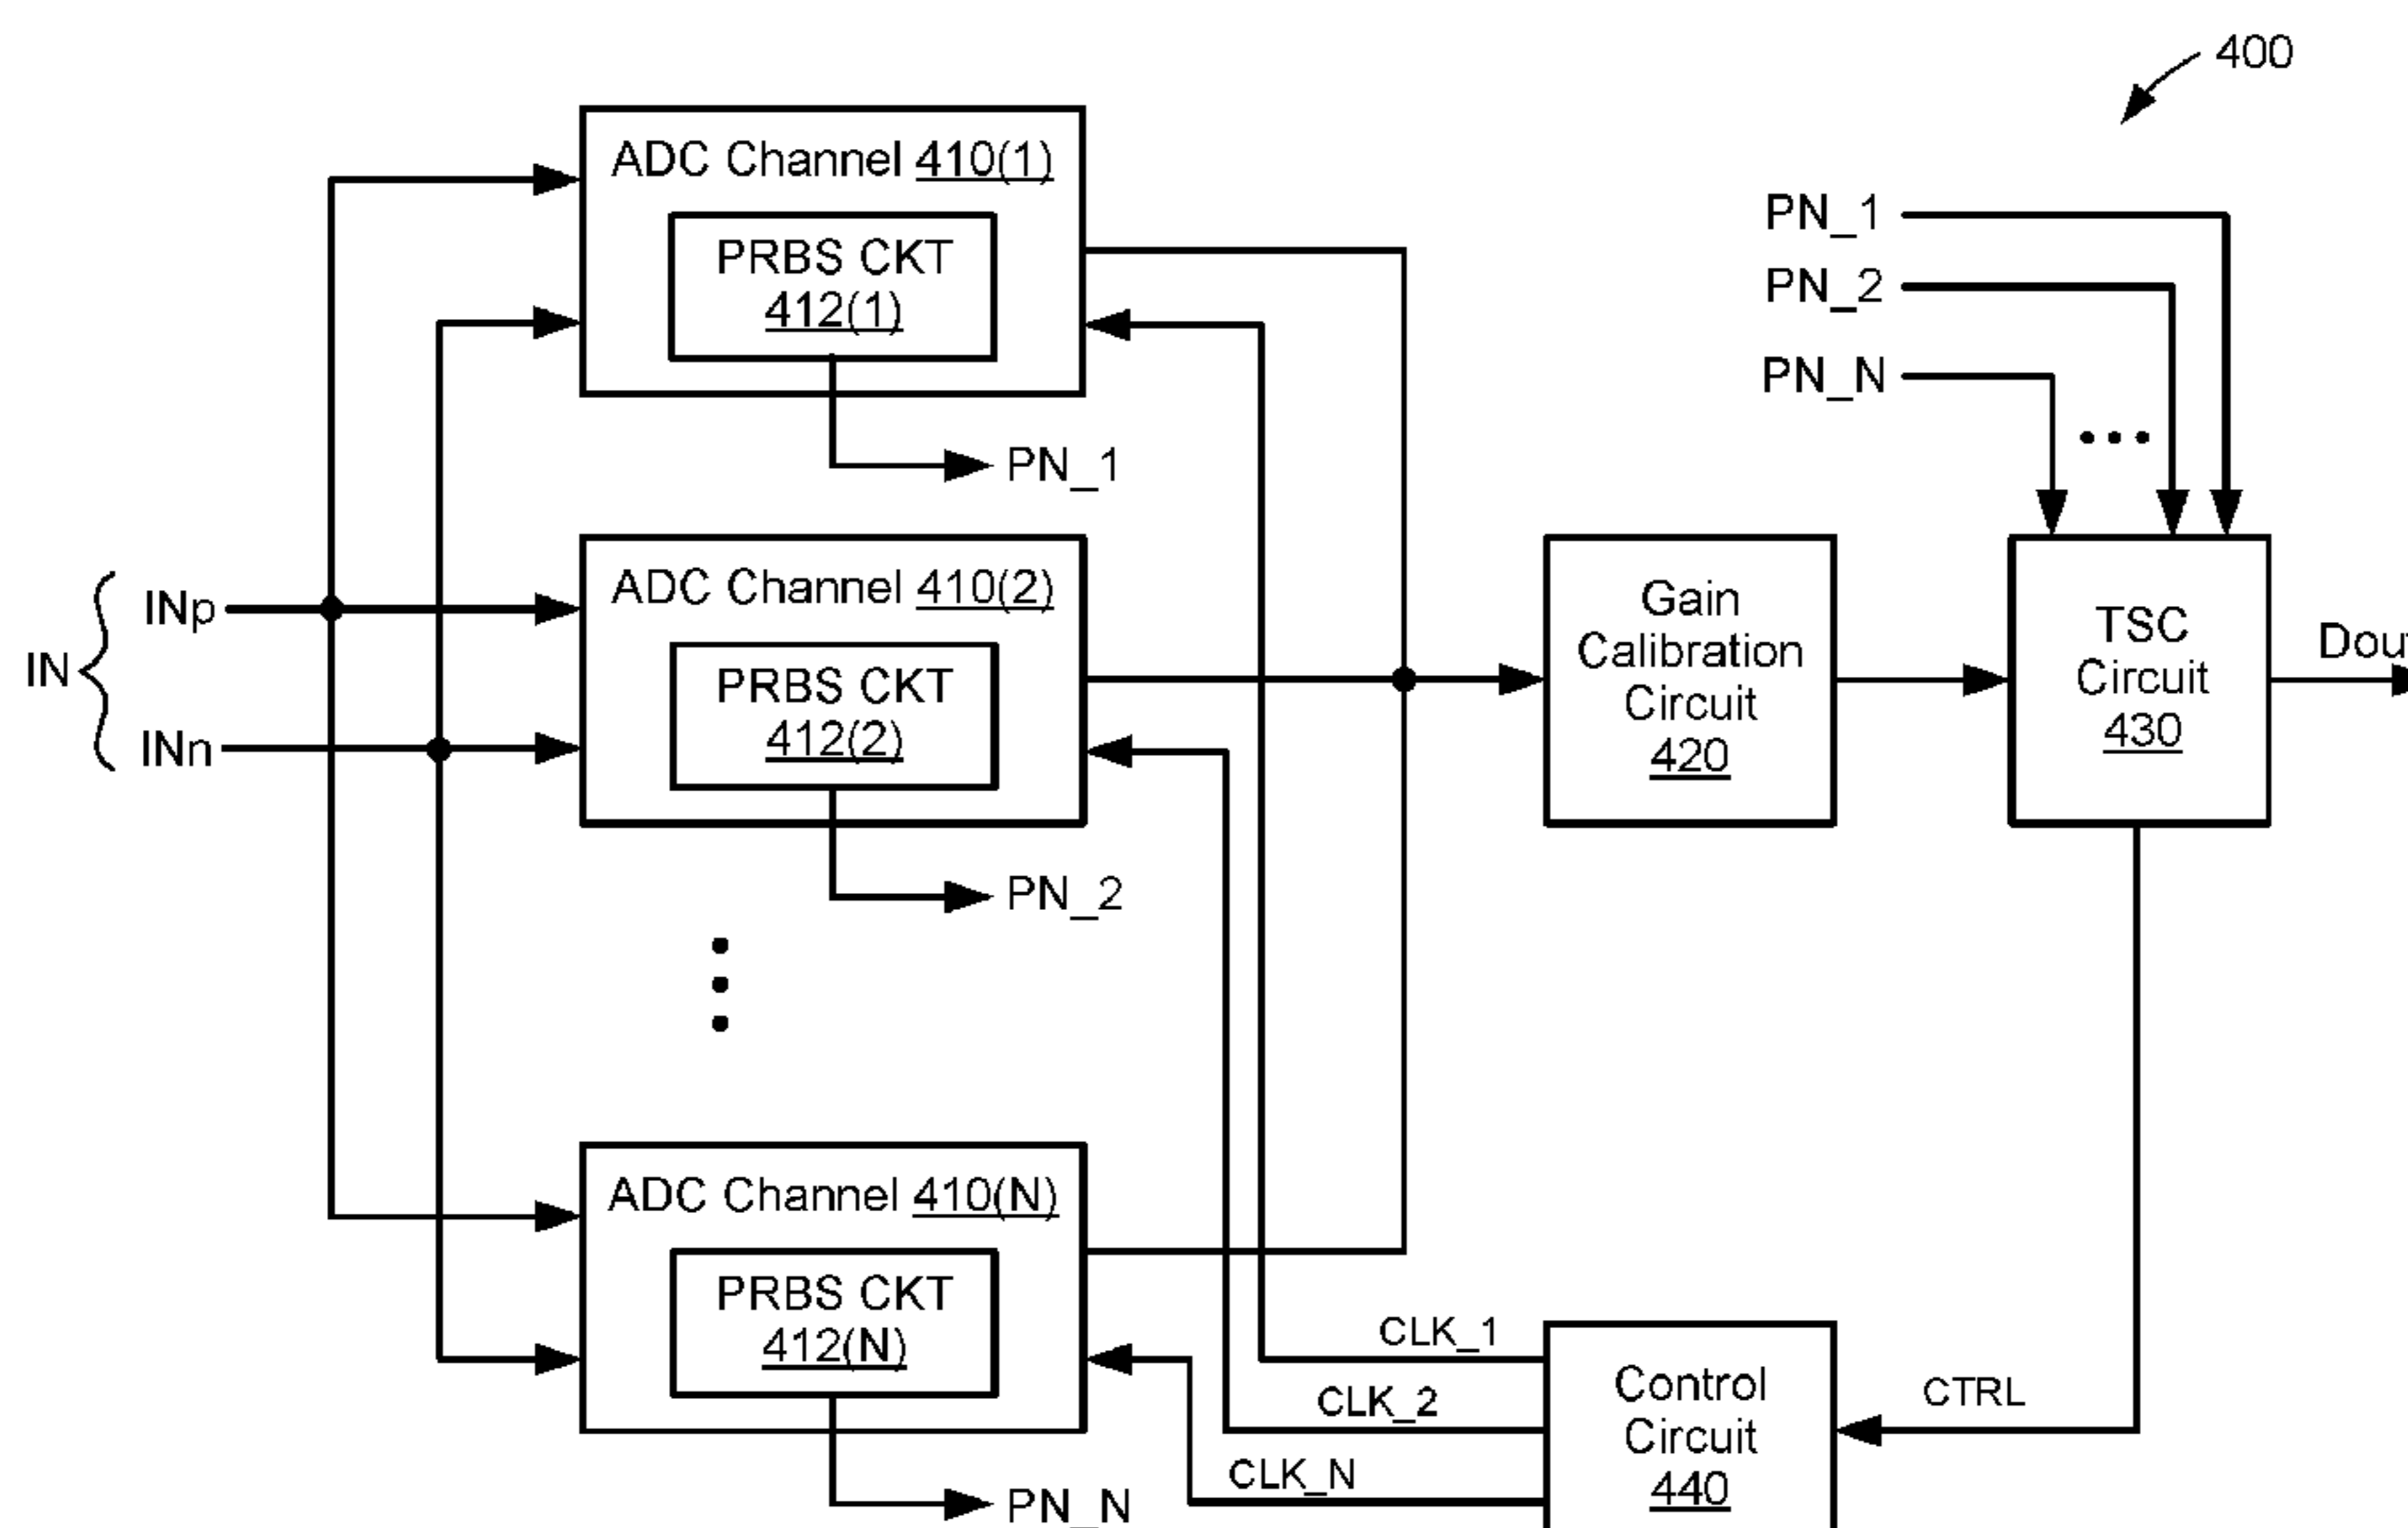 400
ADC Channel 410(1)
PRBS CKT
412(1)
PN_1
PN_1
PN_2
PN_N
IN
INp
INn
ADC Channel 410(2)
PRBS CKT
412(2)
PN_2
Gain
Calibration
Circuit
420
TSC
Circuit
430
ADC Channel 410(N)
PRBS CKT
412(N)
PN_N
CLK_1
CLK_2
CLK_N
Control
Circuit
440
CTRL